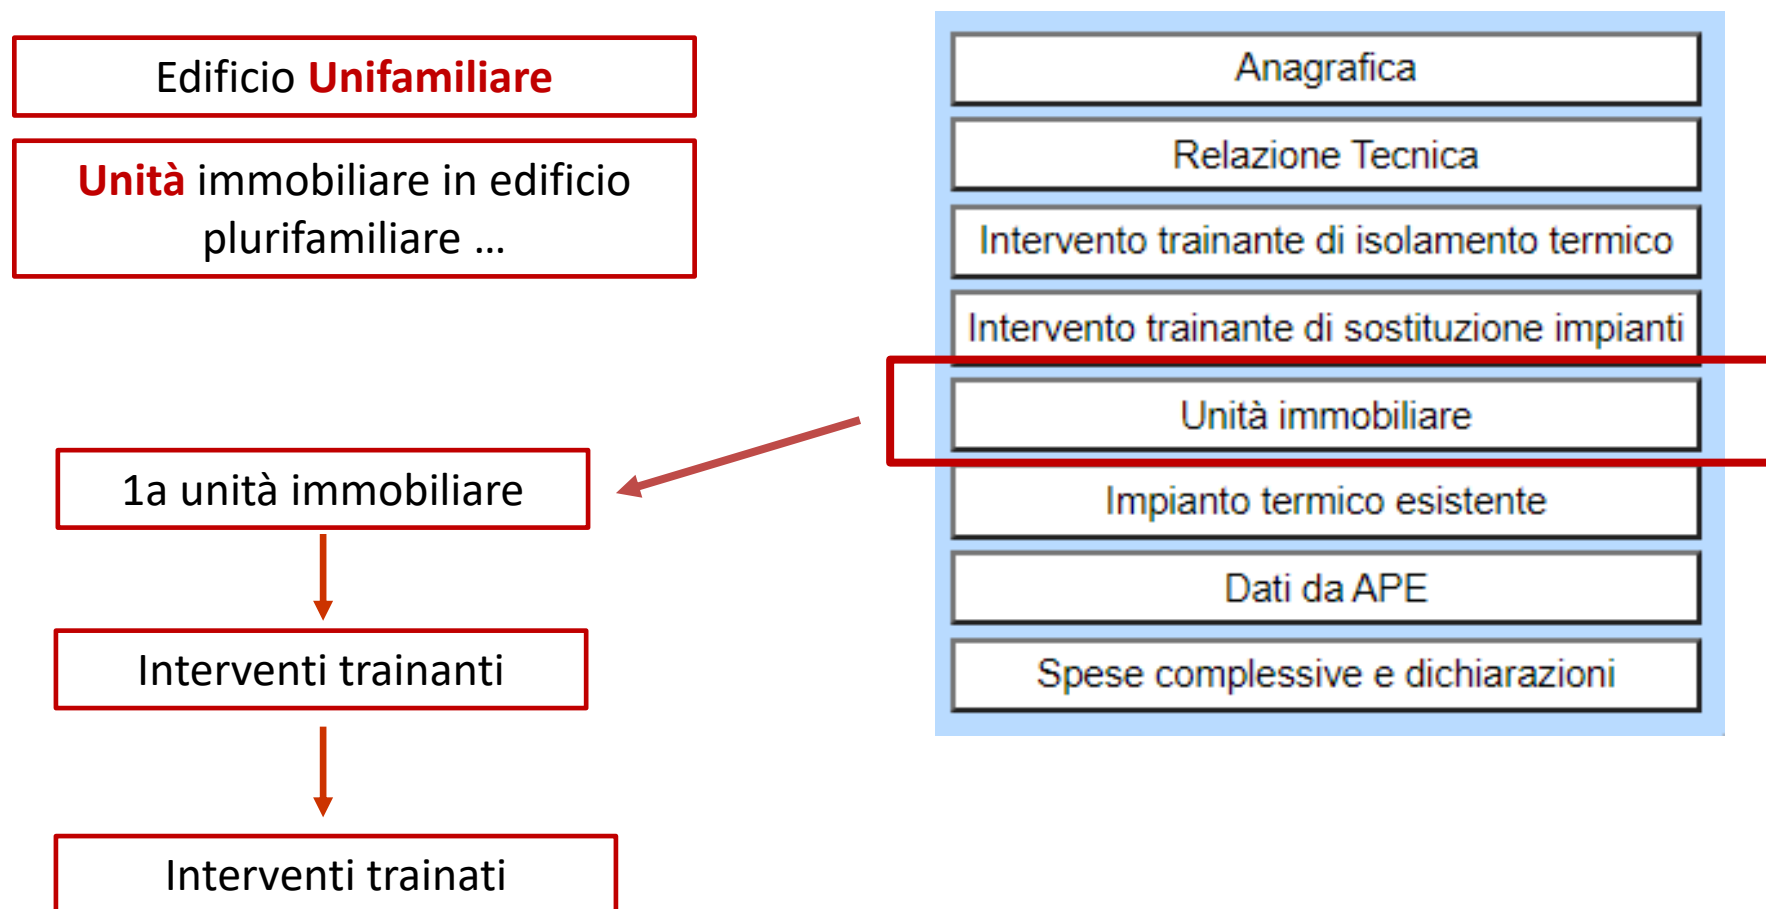 Edificio Unifamiliare
Unità immobiliare in edificio
plurifamiliare ...
1a unità immobiliare
Interventi trainanti
Interventi trainati
Anagrafica
Relazione Tecnica
Intervento trainante di isolamento termico
Intervento trainante di sostituzione impianti
Unità immobiliare
Impianto termico esistente
Dati da APE
Spese complessive e dichiarazioni